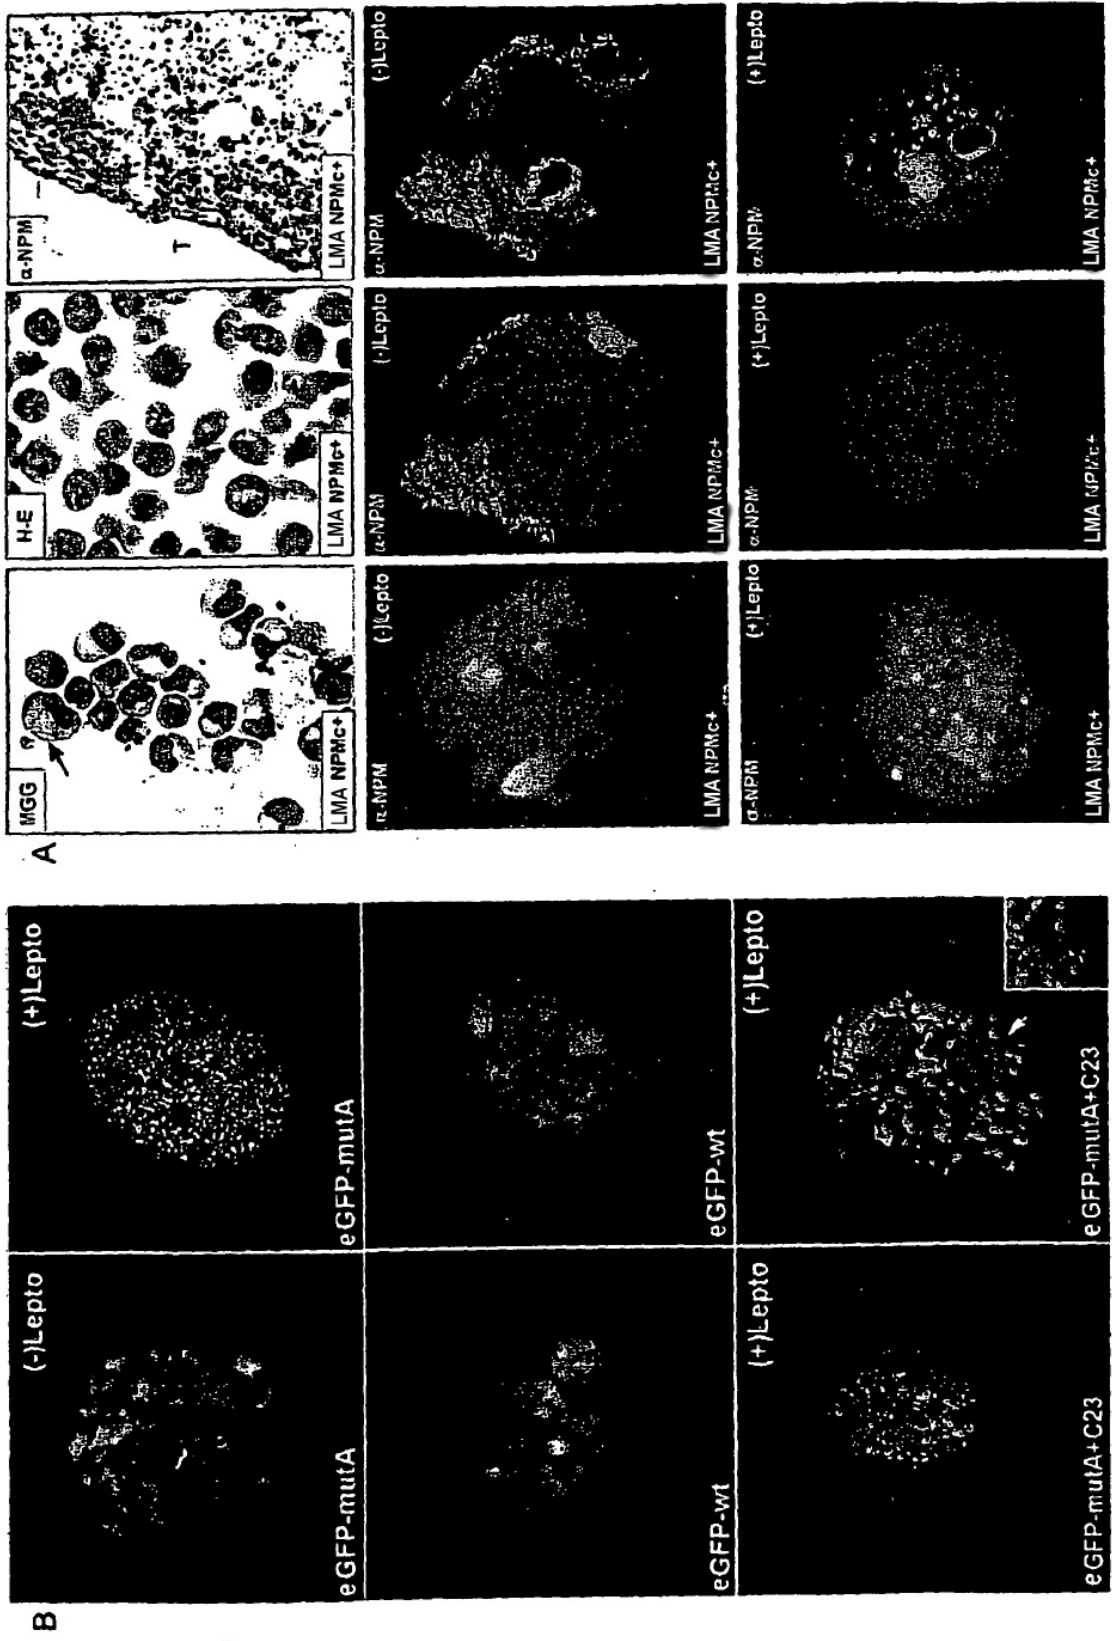 B
(-)Lepto
eGFP-mutA
(+)Lepto
eGFP-mutA
eGFP-wt
eGFP-wt
(+)Lepto
eGFP-mutA+C23
(+)Lepto
eGFP-mutA+C23
A
MGG
LMA NPMc+
H-E
LMA NPMc+
α-NPM
T
LMA NPMc+
α-NPM
(-)Lepto
LMA NPMc+
α-NPM
(-)Lepto
LMA NPMc+
α-NPM
(-)Lepto
LMA NPMc+
α-NPM
(+)Lepto
LMA NPMc+
α-NPM
(+)Lepto
LMA NPMc+
α-NPM
(+)Lepto
LMA NPMc+